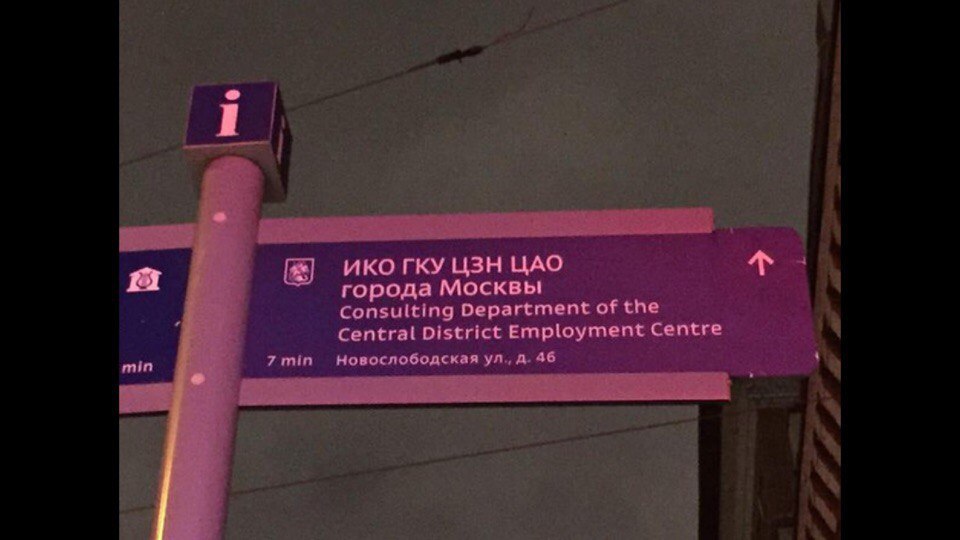 i
ИКО ГКУ ЦЗН ЦАО
города Москвы
Consulting Department of the
Central District Employment Centre
min
7 min Новослободская ул., д. 46